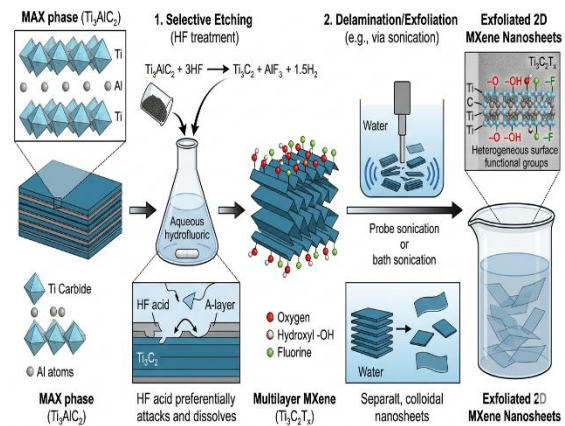 MAX phase (Ti₃AlC₂)
Ti
Al
Ti
Ti Carbide
Al atoms
MAX phase
(Ti₃AlC₂)
1. Selective Etching
(HF treatment)
Ti₃AlC₂ + 3HF → Ti₃C₂ + AlF₃ + 1.5H₂
Aqueous
hydrofluoric
HF acid
A-layer
Ti₃C₂
HF acid preferentially
attacks and dissolves
Oxygen
Hydroxyl -OH
Fluorine
Multilayer MXene
(Ti₃C₂Tₓ)
2. Delamination/Exfoliation
(e.g., via sonication)
Water
Probe sonication
or
bath sonication
Water
Separatt, colloidal
nanosheets
Exfoliated 2D
MXene Nanosheets
Ti₃C₂Tₓ
–O –OH –F
Ti
C
Ti
Ti
–O –OH –F
Heterogeneous surface
functional groups
Exfoliated 2D
MXene Nanosheets